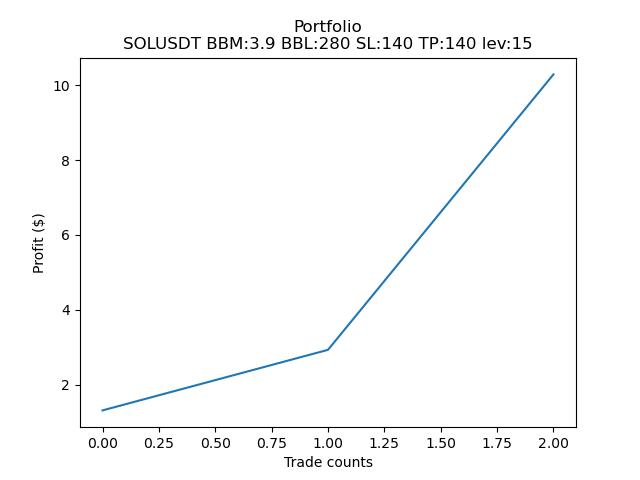 Portfolio
SOLUSDT BBM:3.9 BBL:280 SL:140 TP:140 lev:15
Profit ($)
10
8
6
4
2
0.00 0.25 0.50 0.75 1.00 1.25 1.50 1.75 2.00
Trade counts